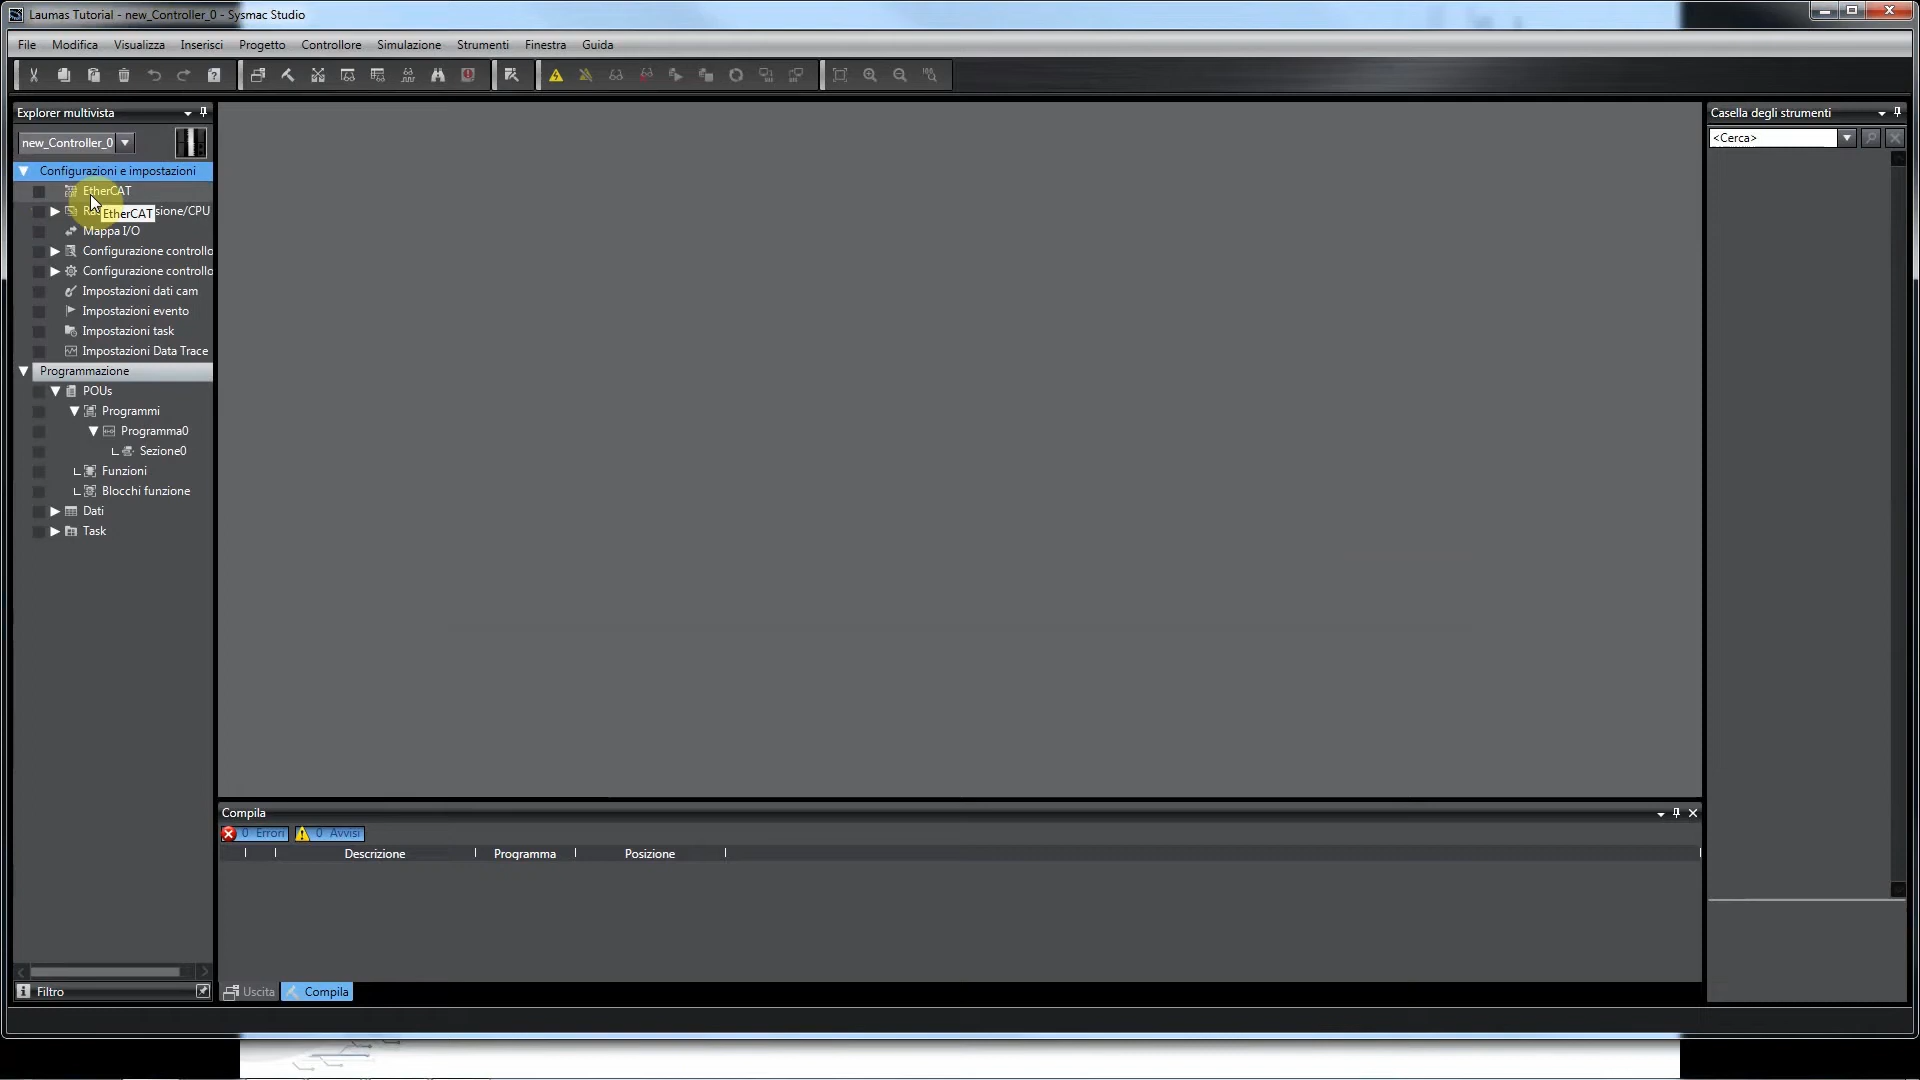 Laumas Tutorial - new_Controller_0 - Sysmac Studio
File Modifica Visualizza Inserisci Progetto Controllore Simulazione Strumenti Finestra Guida
Explorer multivista
new_Controller_0
Configurazioni e impostazioni
EtherCAT
EtherCAT
sione/CPU
Mappa I/O
Configurazione controllo
Configurazione controllo
Impostazioni dati cam
Impostazioni evento
Impostazioni task
Impostazioni Data Trace
Programmazione
POUs
Programmi
Programma0
Sezione0
Funzioni
Blocchi funzione
Dati
Task
Filtro
Compila
0 Errori 0 Avvisi
Descrizione Programma Posizione
Uscita Compila
Casella degli strumenti
<Cerca>